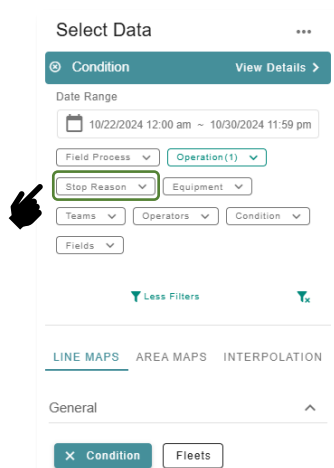 Select Data
Condition View Details
Date Range
10/22/2024 12:00 am ~ 10/30/2024 11:59 pm
Field Process Operation(1)
Stop Reason Equipment
Teams Operators Condition
Fields
Less Filters
LINE MAPS AREA MAPS INTERPOLATION
General
Condition Fleets